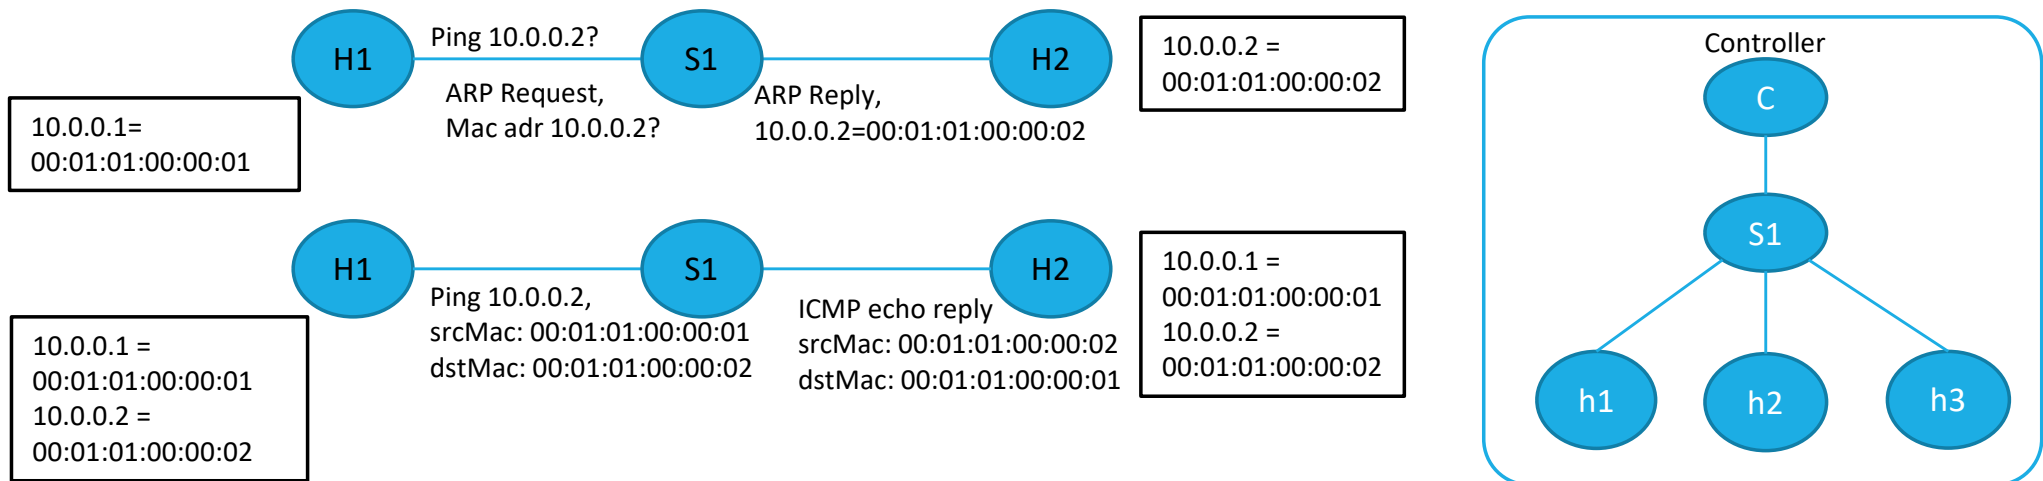 H1
Ping 10.0.0.2?
S1
H2
ARP Request,
Mac adr 10.0.0.2?
ARP Reply,
10.0.0.2=00:01:01:00:00:02
10.0.0.1=
00:01:01:00:00:01
10.0.0.2 =
00:01:01:00:00:02
H1
S1
H2
Ping 10.0.0.2,
srcMac: 00:01:01:00:00:01
dstMac: 00:01:01:00:00:02
ICMP echo reply
srcMac: 00:01:01:00:00:02
dstMac: 00:01:01:00:00:01
10.0.0.1 =
00:01:01:00:00:01
10.0.0.2 =
00:01:01:00:00:02
10.0.0.1 =
00:01:01:00:00:01
10.0.0.2 =
00:01:01:00:00:02
Controller
C
S1
h1
h2
h3